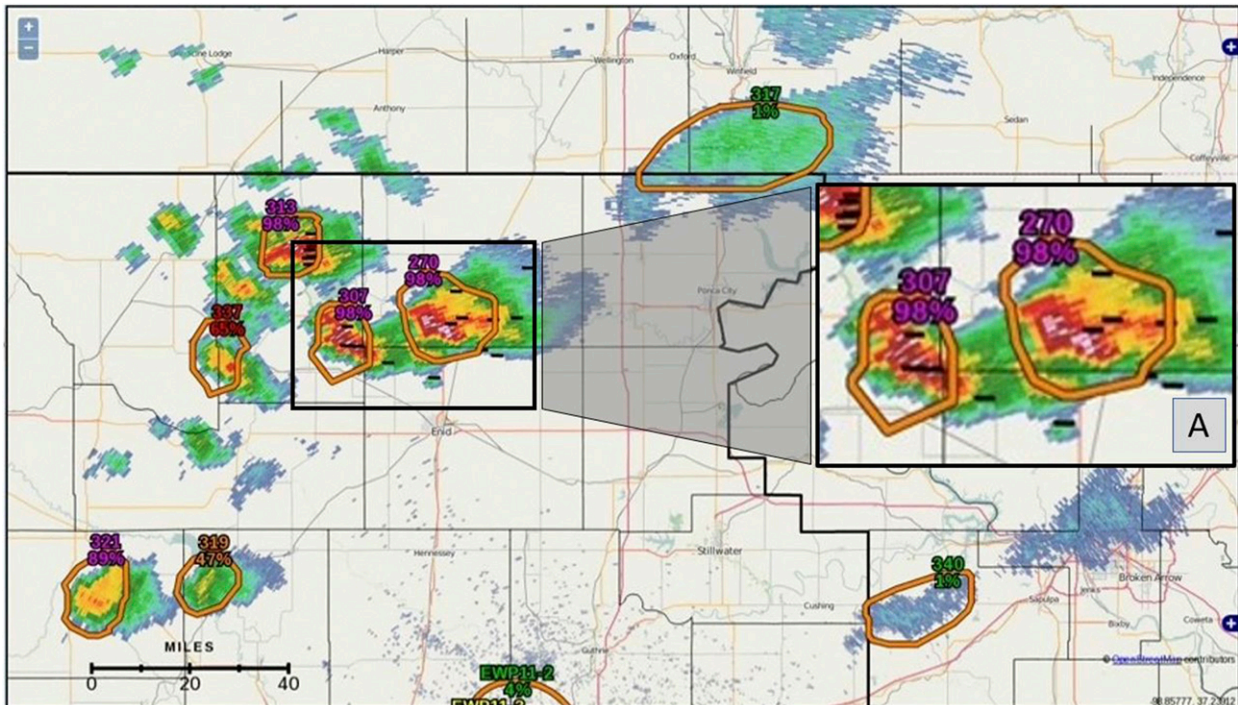 +
−
Harper
Wellington
Oxford
Winfield
Independence
Anthony
317
1%
Sedan
Coffeyville
313
98%
270
98%
307
98%
337
65%
Ponca City
Enid
270
98%
307
98%
A
321
89%
319
47%
Hennessey
Stillwater
340
1%
Broken Arrow
Cushing
Sapulpa
Jenks
Bixby
Coweta
Guthrie
MILES
0 20 40
EWP11-2
4%
© OpenStreetMap contributors